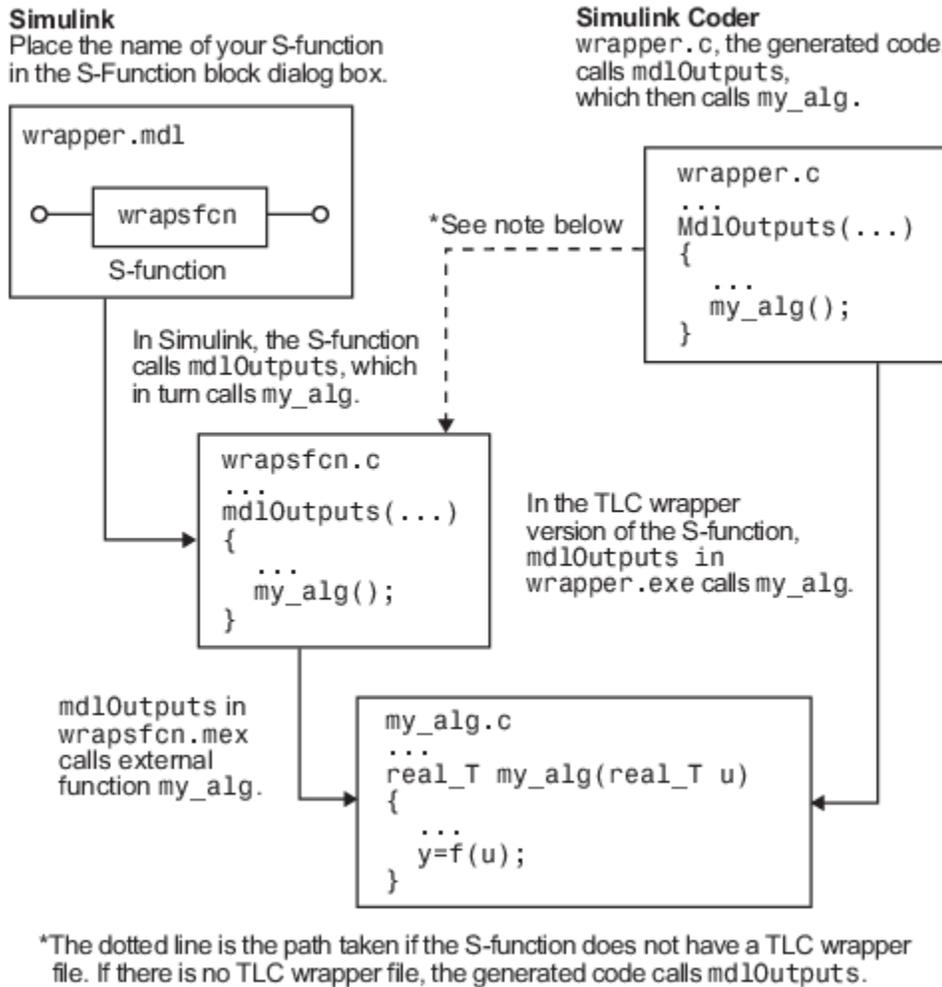 Simulink
Place the name of your S-function
in the S-Function block dialog box.
wrapper.mdl
wrapsfcn
S-function
Simulink Coder
wrapper.c, the generated code
calls mdlOutputs,
which then calls my_alg.
wrapper.c
...
MdlOutputs(...)
{
...
my_alg();
}
*See note below
In Simulink, the S-function
calls mdlOutputs, which
in turn calls my_alg.
wrapsfcn.c
...
mdlOutputs(...)
{
...
my_alg();
}
In the TLC wrapper
version of the S-function,
mdlOutputs in
wrapper.exe calls my_alg.
mdlOutputs in
wrapsfcn.mex
calls external
function my_alg.
my_alg.c
...
real_T my_alg(real_T u)
{
...
y=f(u);
}
*The dotted line is the path taken if the S-function does not have a TLC wrapper
file. If there is no TLC wrapper file, the generated code calls mdlOutputs.